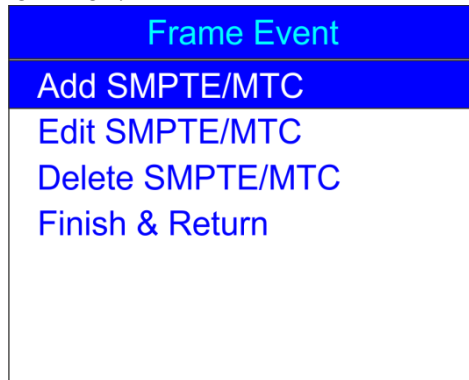 Frame Event
Add SMPTE/MTC
Edit SMPTE/MTC
Delete SMPTE/MTC
Finish & Return